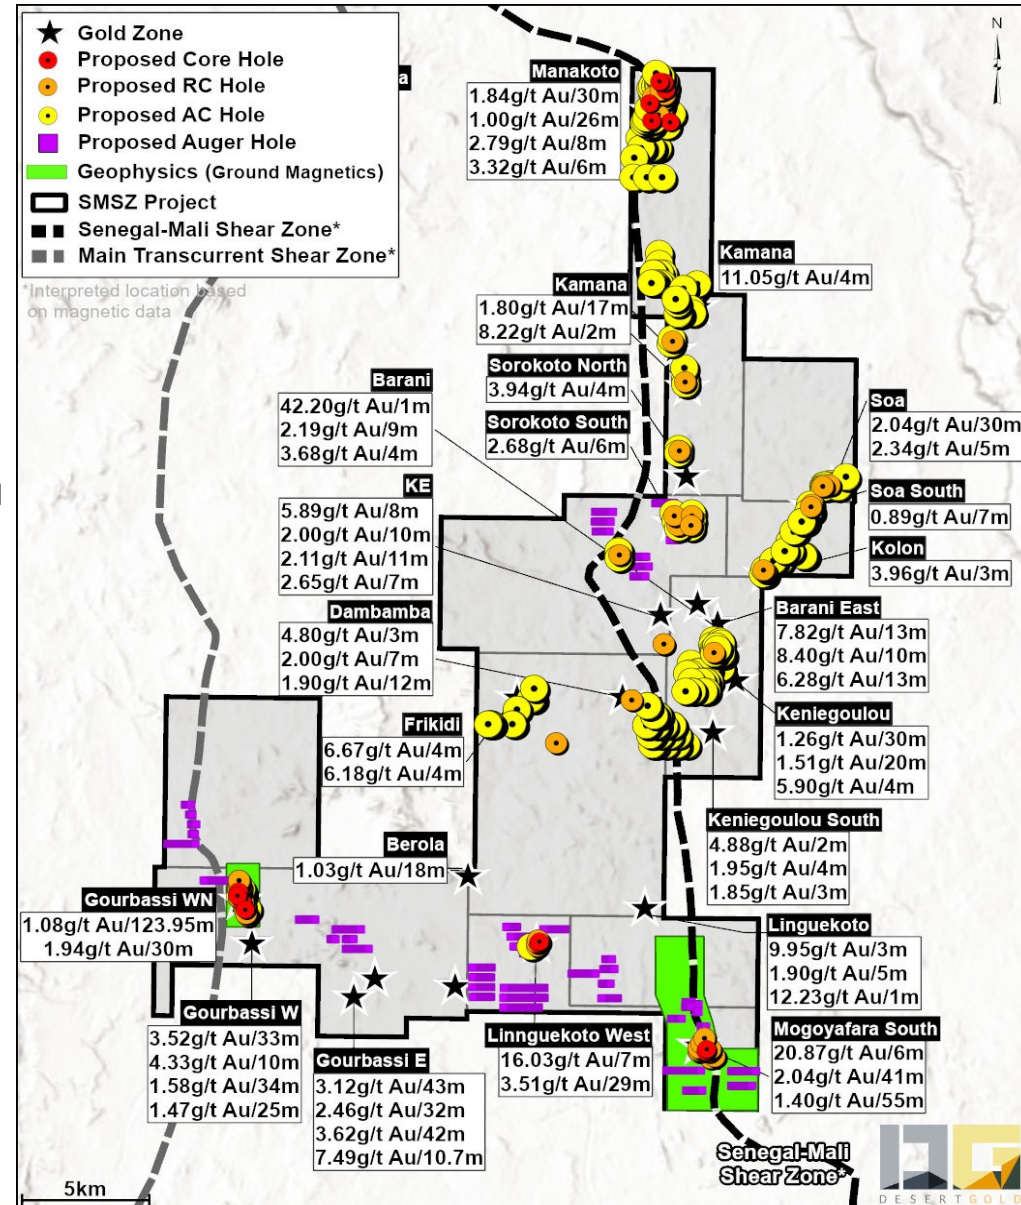 Gold Zone
Proposed Core Hole
Proposed RC Hole
Proposed AC Hole
Proposed Auger Hole
Geophysics (Ground Magnetics)
SMSZ Project
Senegal-Mali Shear Zone*
Main Transcurrent Shear Zone*
*Interpreted location based
on magnetic data
a
N
Manakoto
1.84g/t Au/30m
1.00g/t Au/26m
2.79g/t Au/8m
3.32g/t Au/6m
Kamana
11.05g/t Au/4m
Kamana
1.80g/t Au/17m
8.22g/t Au/2m
Sorokoto North
3.94g/t Au/4m
Sorokoto South
2.68g/t Au/6m
Barani
42.20g/t Au/1m
2.19g/t Au/9m
3.68g/t Au/4m
Soa
2.04g/t Au/30m
2.34g/t Au/5m
Soa South
0.89g/t Au/7m
Kolon
3.96g/t Au/3m
KE
5.89g/t Au/8m
2.00g/t Au/10m
2.11g/t Au/11m
2.65g/t Au/7m
Dambamba
4.80g/t Au/3m
2.00g/t Au/7m
1.90g/t Au/12m
Barani East
7.82g/t Au/13m
8.40g/t Au/10m
6.28g/t Au/13m
Frikidi
6.67g/t Au/4m
6.18g/t Au/4m
Keniegoulou
1.26g/t Au/30m
1.51g/t Au/20m
5.90g/t Au/4m
Keniegoulou South
4.88g/t Au/2m
1.95g/t Au/4m
1.85g/t Au/3m
Berola
1.03g/t Au/18m
Gourbassi WN
1.08g/t Au/123.95m
1.94g/t Au/30m
Linguekoto
9.95g/t Au/3m
1.90g/t Au/5m
12.23g/t Au/1m
Gourbassi W
3.52g/t Au/33m
4.33g/t Au/10m
1.58g/t Au/34m
1.47g/t Au/25m
Gourbassi E
3.12g/t Au/43m
2.46g/t Au/32m
3.62g/t Au/42m
7.49g/t Au/10.7m
Linnguekoto West
16.03g/t Au/7m
3.51g/t Au/29m
Mogoyafara South
20.87g/t Au/6m
2.04g/t Au/41m
1.40g/t Au/55m
Senegal-Mali
Shear Zone*
5km
DG
DESERTGOLD